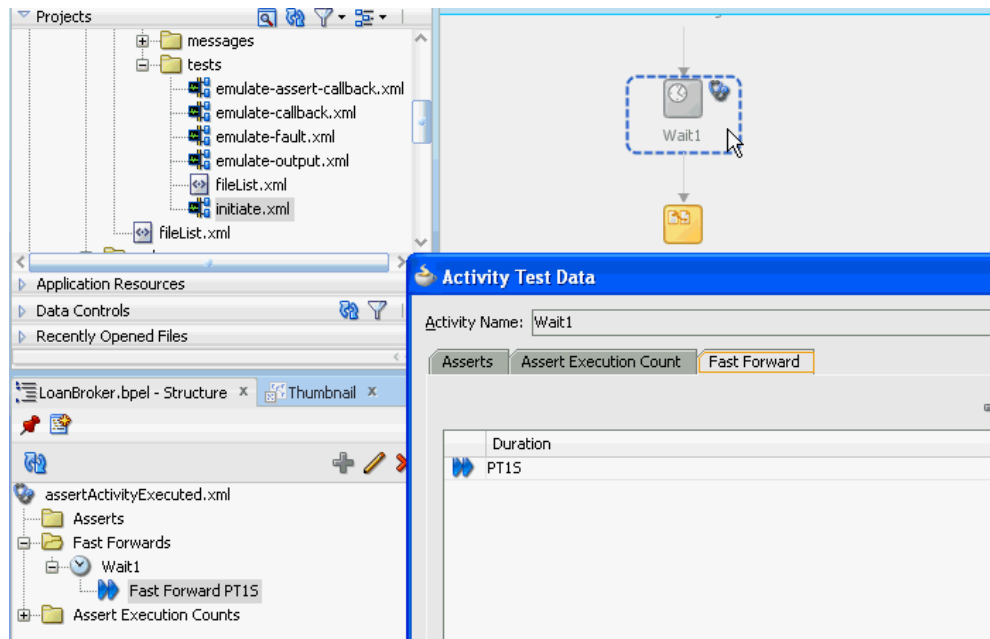 Projects
messages
tests
emulate-assert-callback.xml
emulate-callback.xml
emulate-fault.xml
emulate-output.xml
fileList.xml
initiate.xml
fileList.xml
Application Resources
Data Controls
Recently Opened Files
LoanBroker.bpel - Structure x Thumbnail x
assertActivityExecuted.xml
Asserts
Fast Forwards
Wait1
Fast Forward PT1S
Assert Execution Counts
Wait1
Activity Test Data
Activity Name: Wait1
Asserts Assert Execution Count Fast Forward
Duration
PT1S